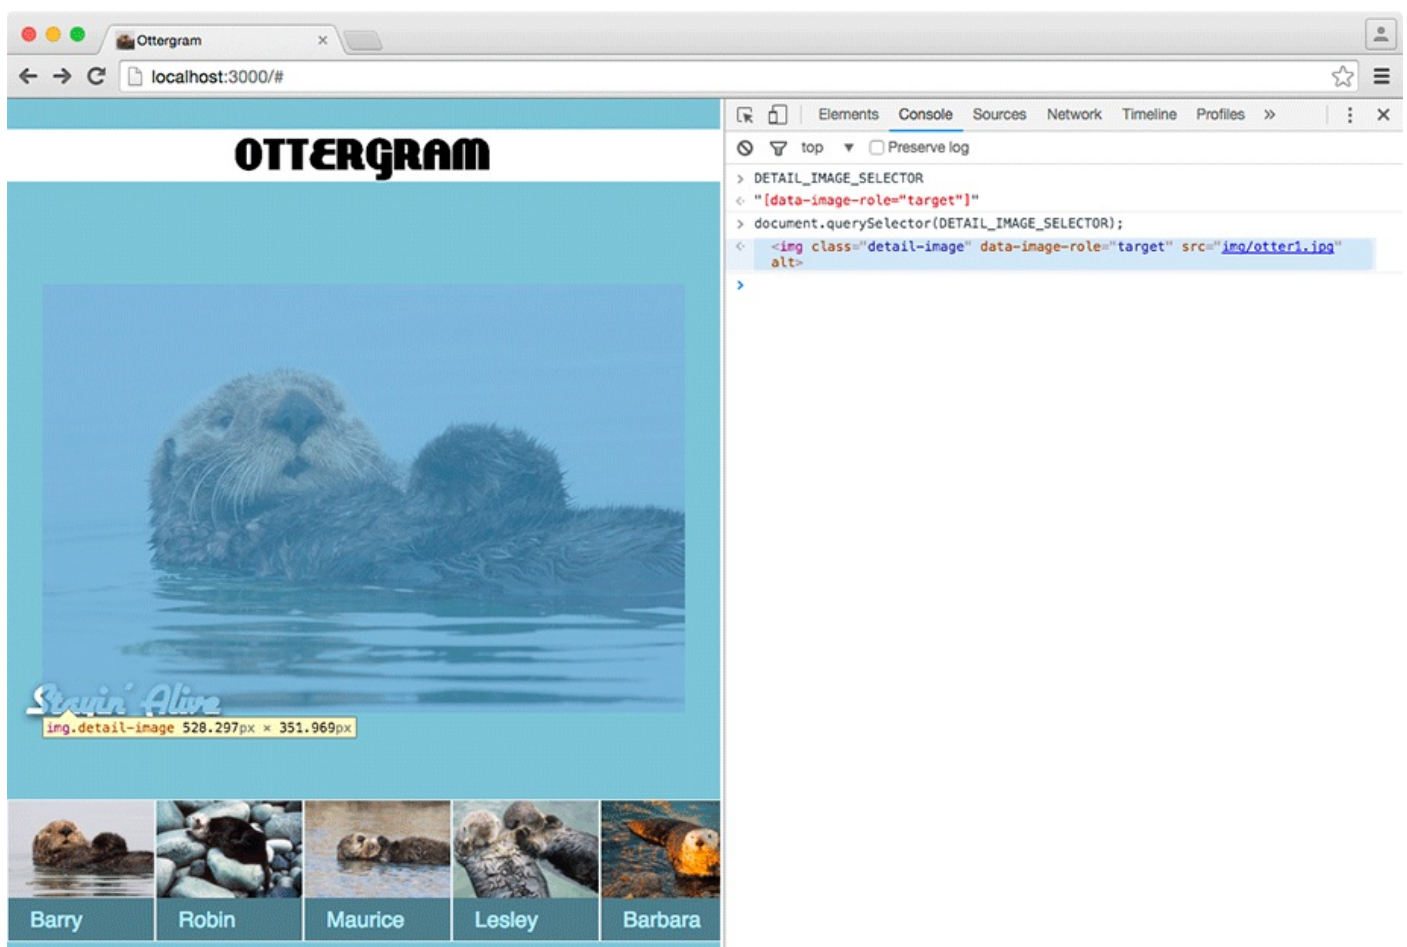 Ottergram
localhost:3000/#
OTTERGRAM
Stayin' Alive
img.detail-image 528.297px × 351.969px
Barry
Robin
Maurice
Lesley
Barbara
Elements Console Sources Network Timeline Profiles »
top ▼ Preserve log
> DETAIL_IMAGE_SELECTOR
"[data-image-role="target"]"
> document.querySelector(DETAIL_IMAGE_SELECTOR);
<img class="detail-image" data-image-role="target" src="img/otter1.jpg"
alt>
>